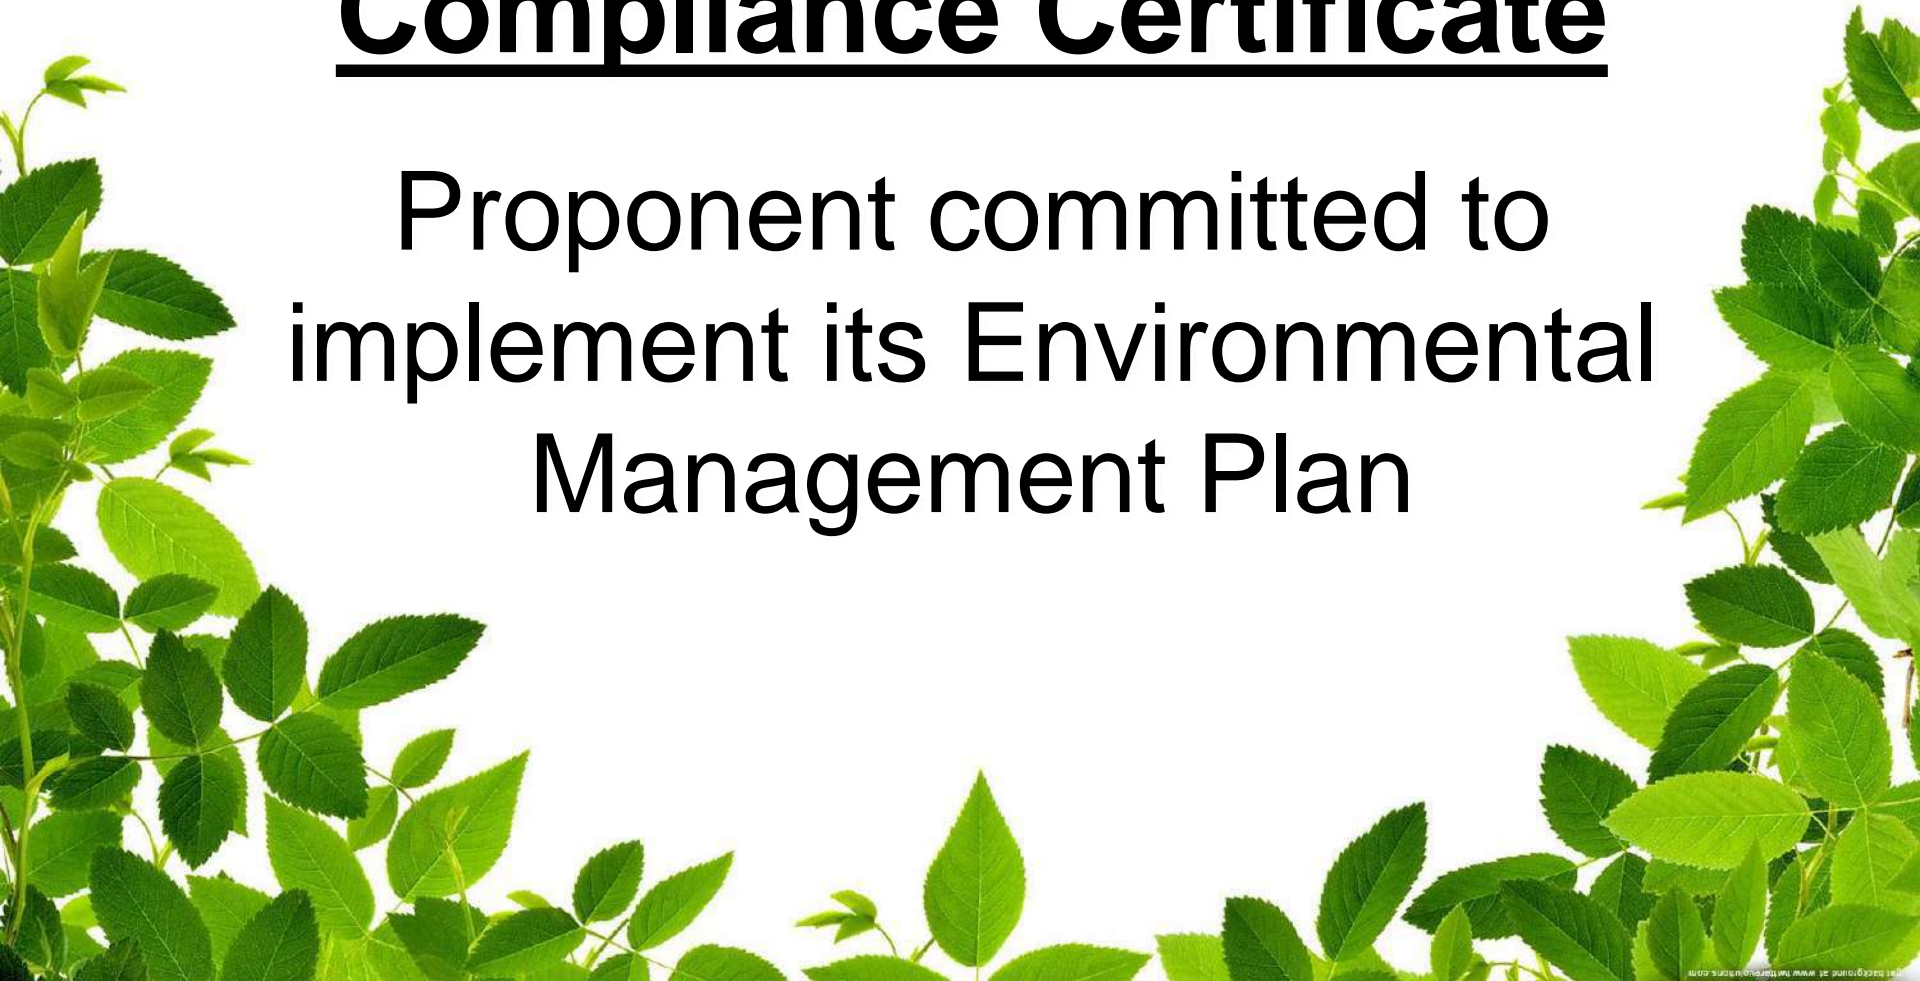 Compliance Certificate
Proponent committed to
implement its Environmental
Management Plan